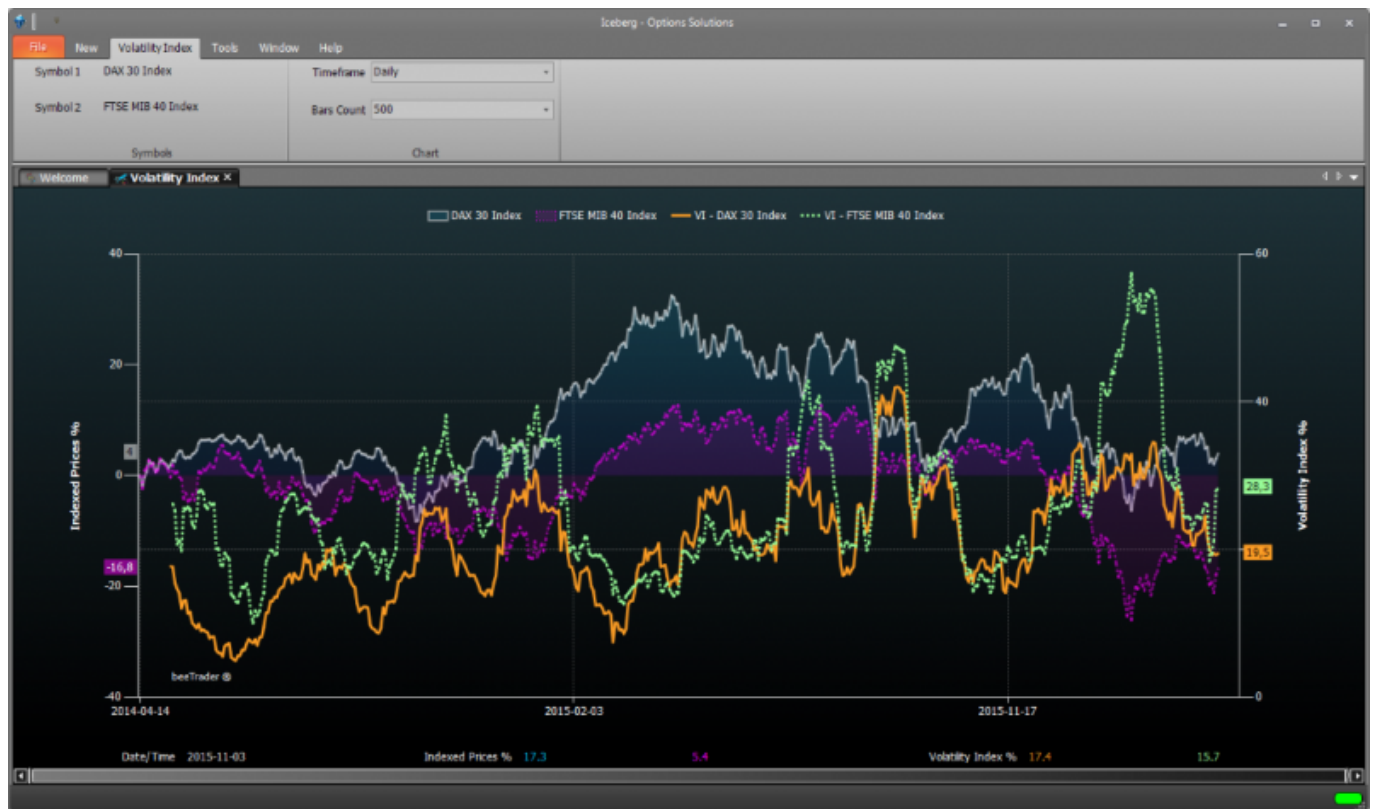 Iceberg - Options Solutions
File New Volatility Index Tools Window Help
Symbol 1 DAX 30 Index Timeframe Daily
Symbol 2 FTSE MIB 40 Index Bars Count 500
Symbols Chart
Welcome Volatility Index ×
DAX 30 Index FTSE MIB 40 Index VI - DAX 30 Index VI - FTSE MIB 40 Index
40 60
20
40
4
0
28,3
19,5
-16,8
-20
-40 0
Indexed Prices %
Volatility Index %
beeTrader ®
2014-04-14 2015-02-03 2015-11-17
Date/Time 2015-11-03 Indexed Prices % 17.3 5.4 Volatility Index % 17.4 15.7